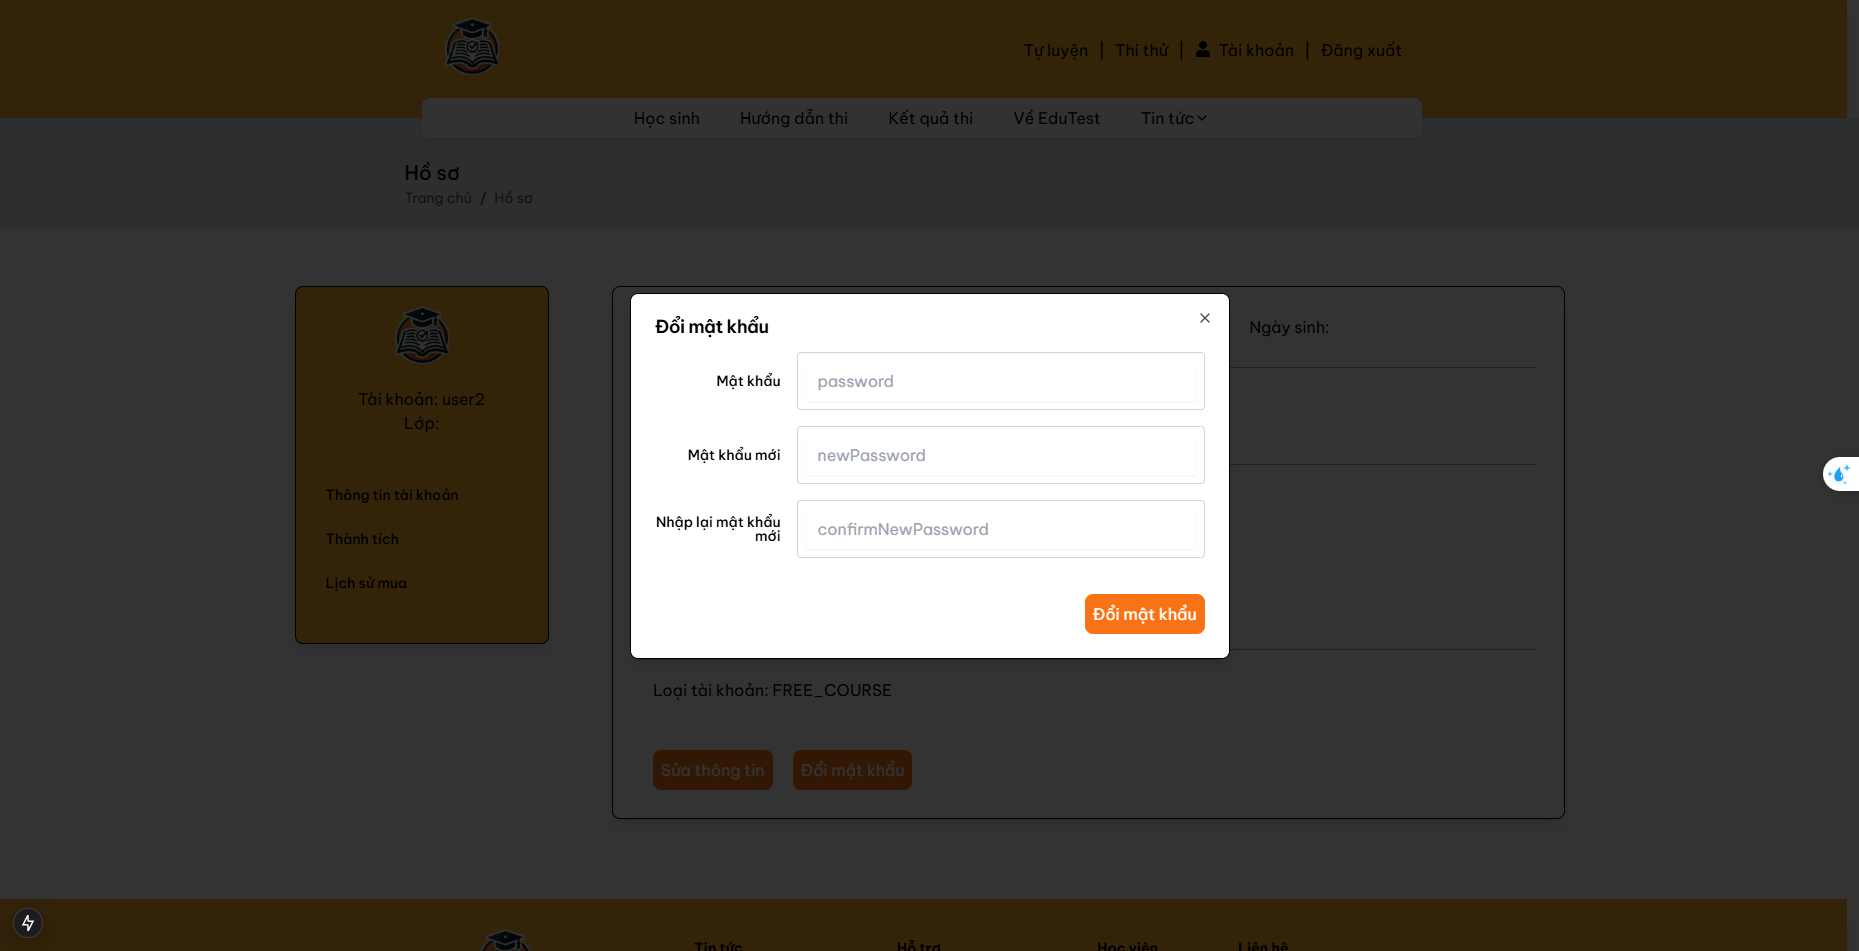 Tự luyện | Thi thử | Tài khoản | Đăng xuất
Học sinh Hướng dẫn thi Kết quả thi Về EduTest Tin tức
Hồ sơ
Trang chủ / Hồ sơ
Tài khoản: user2
Lớp:
Thông tin tài khoản
Thành tích
Lịch sử mua
Ngày sinh:
Đổi mật khẩu
Mật khẩu password
Mật khẩu mới newPassword
Nhập lại mật khẩu
mới
confirmNewPassword
Đổi mật khẩu
Loại tài khoản: FREE_COURSE
Sửa thông tin Đổi mật khẩu
Tin tức Hỗ trợ Học viên Liên hệ